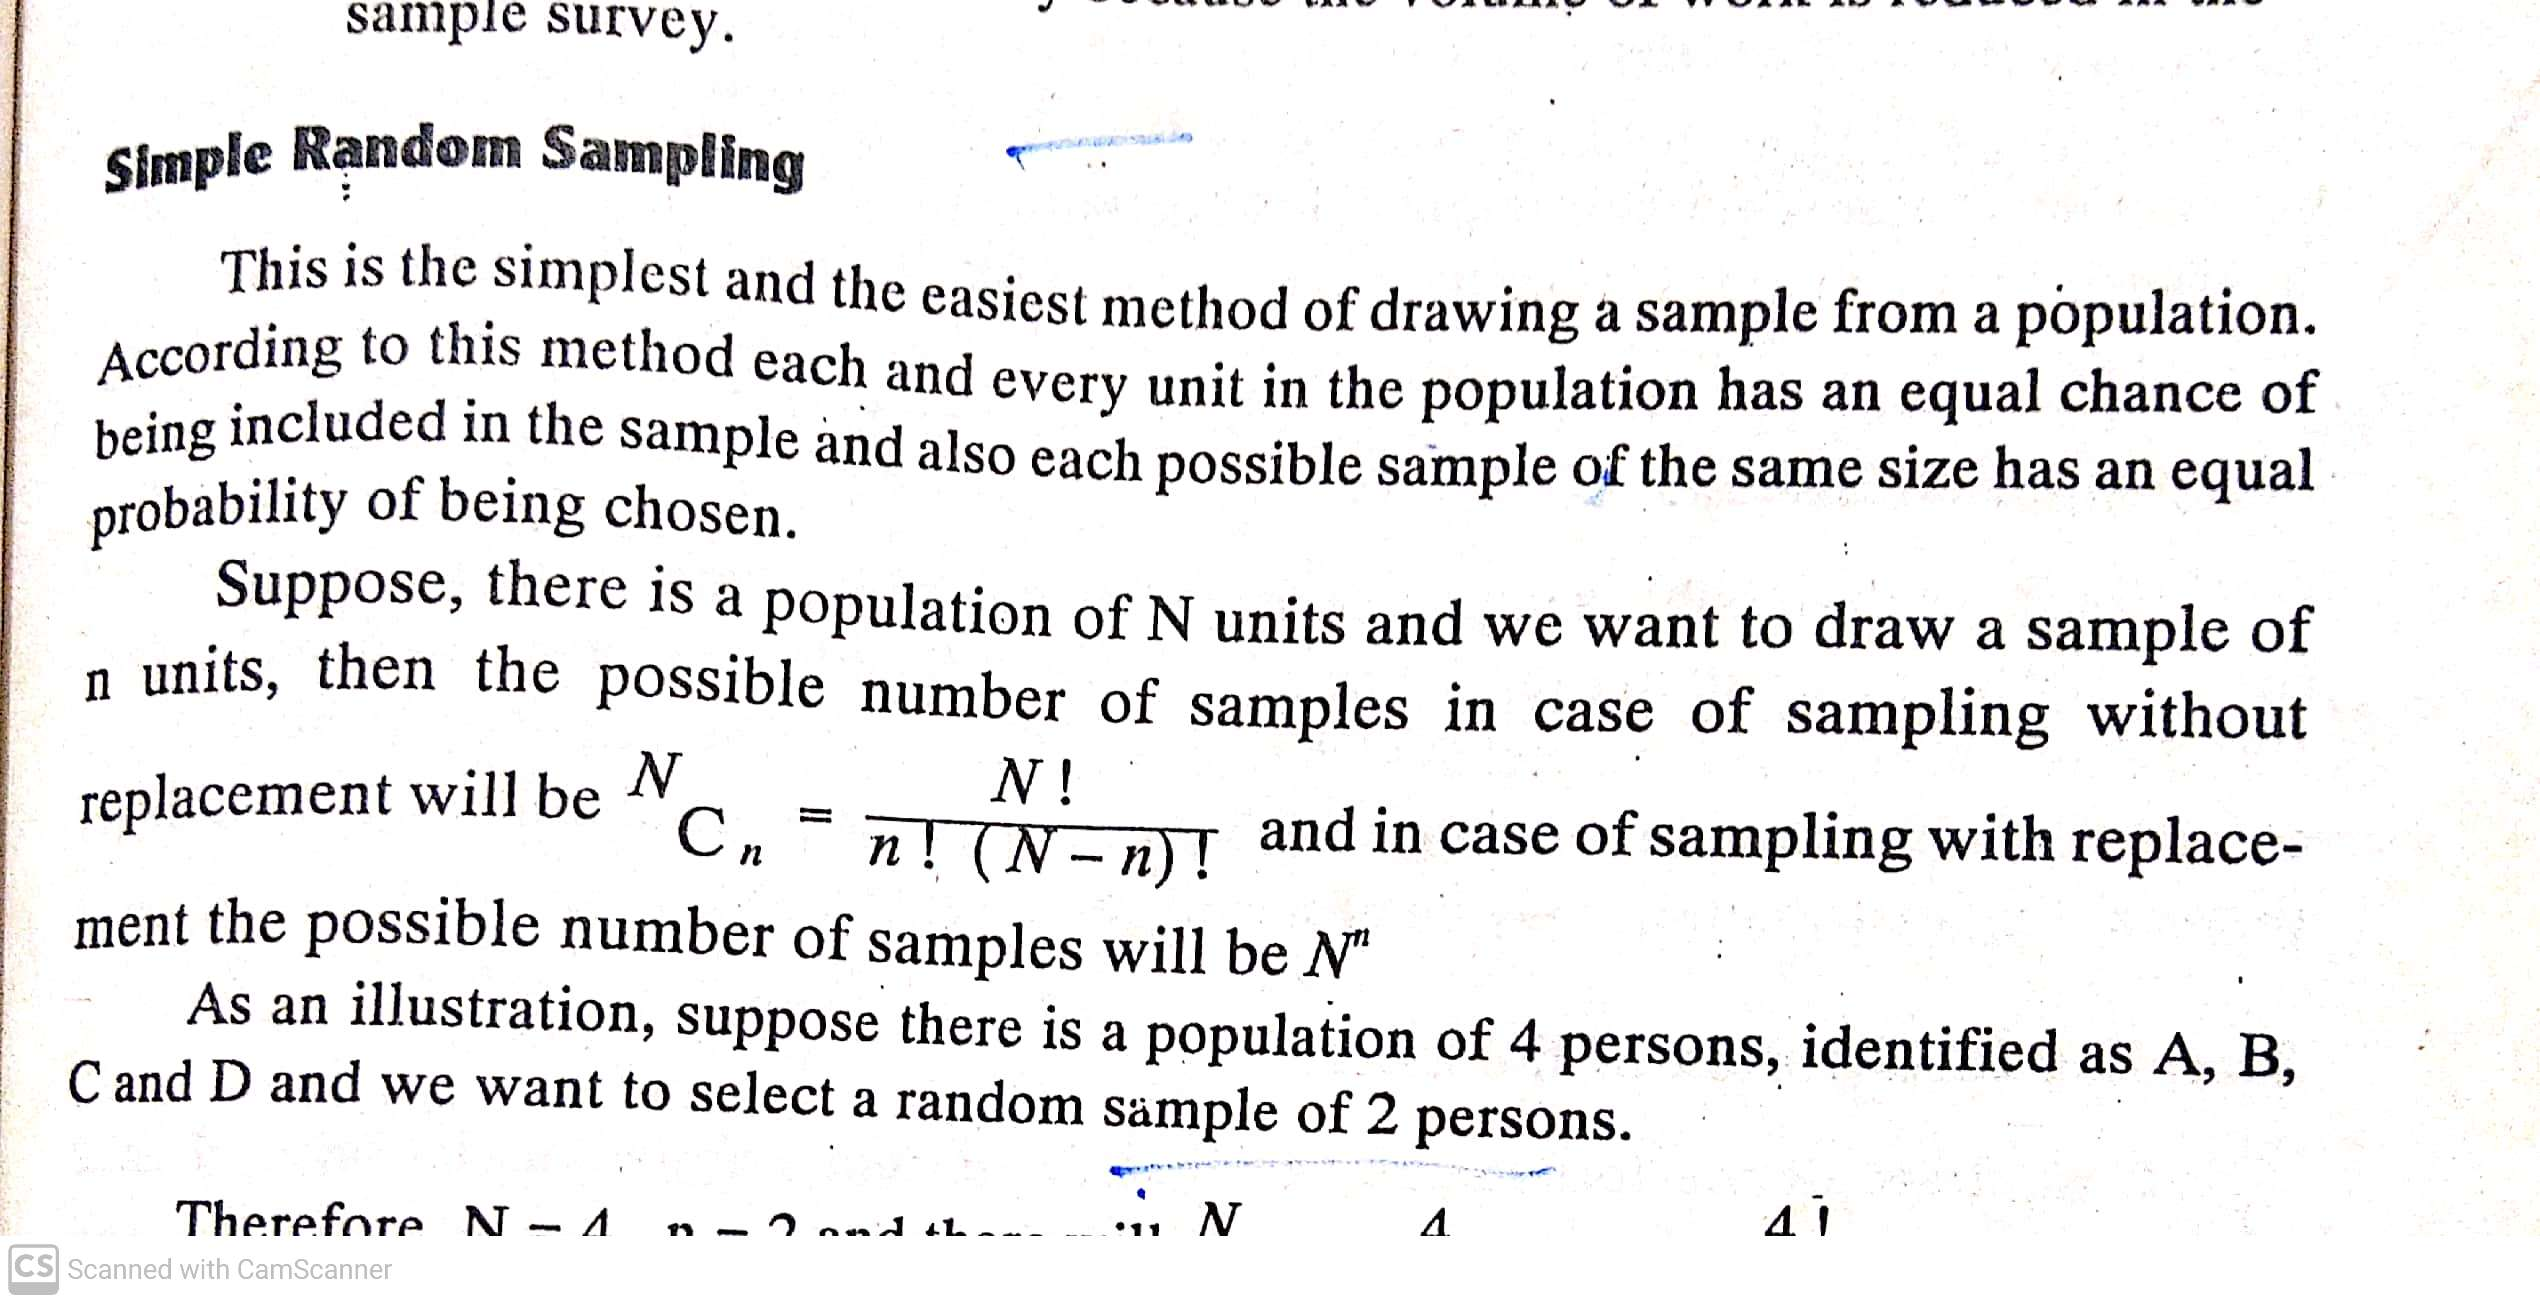 sample survey.
Simple Random Sampling
This is the simplest and the easiest method of drawing a sample from a population.
According to this method each and every unit in the population has an equal chance of
being included in the sample and also each possible sample of the same size has an equal
probability of being chosen.
Suppose, there is a population of N units and we want to draw a sample of
n units, then the possible number of samples in case of sampling without
replacement will be ᴺCₙ = N ! / n ! (N – n) ! and in case of sampling with replace-
ment the possible number of samples will be Nⁿ
As an illustration, suppose there is a population of 4 persons, identified as A, B,
C and D and we want to select a random sample of 2 persons.
Therefore N – 4 n – 2 and N 4 4 !
CS Scanned with CamScanner